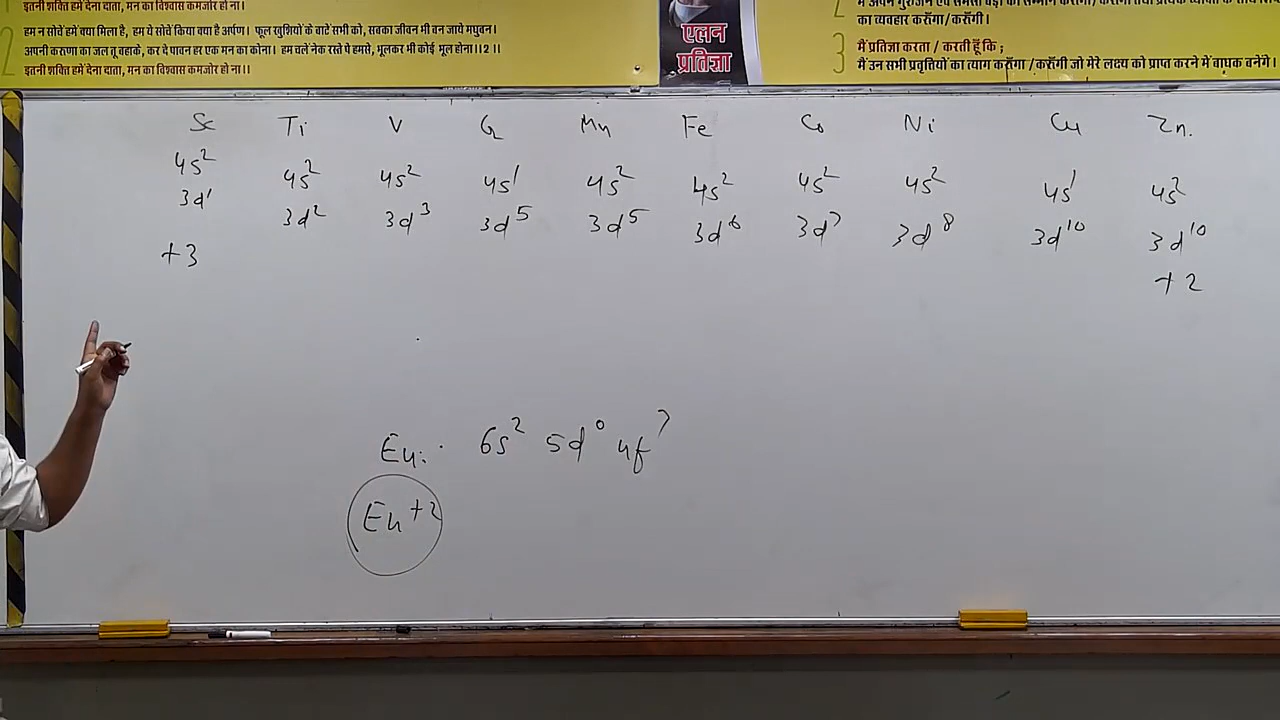 इतनी शक्ति हमें देना दाता, मन का विश्वास कमजोर हो ना।
हम न सोचें हमें क्या मिला है, हम ये सोचें किया क्या है अर्पण। फूल खुशियों के बाटें सभी को, सबका जीवन भी बन जाये मधुबन।
अपनी करुणा का जल तू बहाके, कर दे पावन हर एक मन का कोना। हम चलें नेक रस्ते पे हमसे, भूलकर भी कोई भूल होना।।2।।
2
इतनी शक्ति हमें देना दाता, मन का विश्वास कमजोर हो ना।।
एलन
प्रतिज्ञा
2
का व्यवहार करूँगा/करूँगी।
3
मैं प्रतिज्ञा करता / करती हूँ कि ;
मैं उन सभी प्रवृत्तियों का त्याग करूँगा /करूँगी जो मेरे लक्ष्य को प्राप्त करने में बाधक बनेंगे।
Sc Ti V Cr Mn Fe Co Ni Cu Zn.
4s² 4s² 4s² 4s¹ 4s² 4s² 4s² 4s² 4s¹ 4s²
3d¹ 3d² 3d³ 3d⁵ 3d⁵ 3d⁶ 3d⁷ 3d⁸ 3d¹⁰ 3d¹⁰
+3 +2
Eu: 6s² 5d⁰ 4f⁷
Eu⁺²